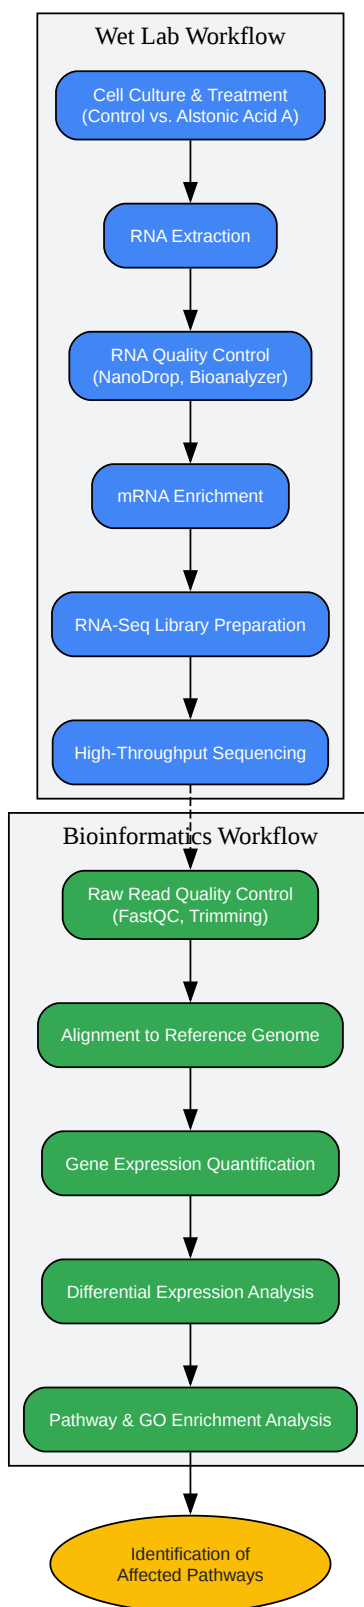 Wet Lab Workflow
Cell Culture & Treatment
(Control vs. Alstonic Acid A)
RNA Extraction
RNA Quality Control
(NanoDrop, Bioanalyzer)
mRNA Enrichment
RNA-Seq Library Preparation
High-Throughput Sequencing
Bioinformatics Workflow
Raw Read Quality Control
(FastQC, Trimming)
Alignment to Reference Genome
Gene Expression Quantification
Differential Expression Analysis
Pathway & GO Enrichment Analysis
Identification of
Affected Pathways